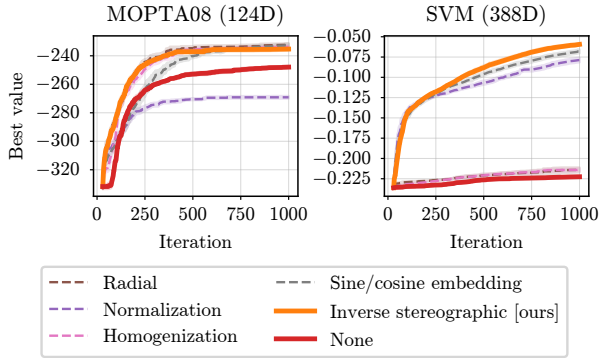 MOPTA08 (124D)
SVM (388D)
Best value
−240
−260
−280
−300
−320
0 250 500 750 1000
Iteration
−0.050
−0.075
−0.100
−0.125
−0.150
−0.175
−0.200
−0.225
0 250 500 750 1000
Iteration
Radial
Normalization
Homogenization
Sine/cosine embedding
Inverse stereographic [ours]
None